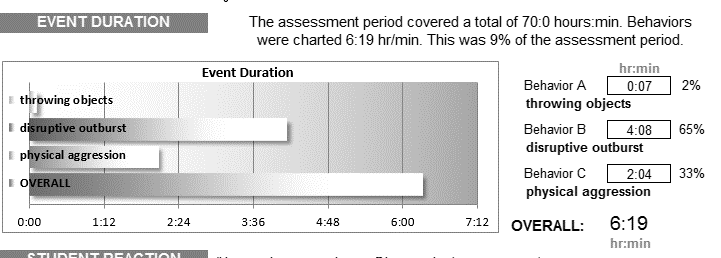 EVENT DURATION
The assessment period covered a total of 70:0 hours:min. Behaviors
were charted 6:19 hr/min. This was 9% of the assessment period.
Event Duration
throwing objects
disruptive outburst
physical aggression
OVERALL
0:00 1:12 2:24 3:36 4:48 6:00 7:12
hr:min
Behavior A 0:07 2%
throwing objects
Behavior B 4:08 65%
disruptive outburst
Behavior C 2:04 33%
physical aggression
OVERALL: 6:19
hr:min
STUDENT REACTION